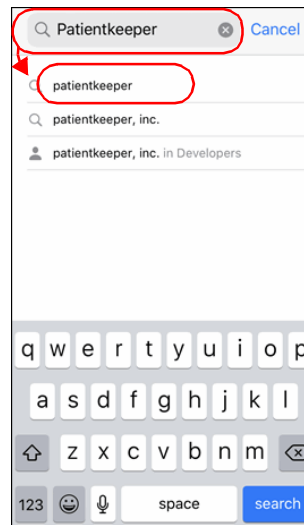 Patientkeeper Cancel
patientkeeper
patientkeeper, inc.
patientkeeper, inc. in Developers
q w e r t y u i o p
a s d f g h j k l
z x c v b n m
123 space search